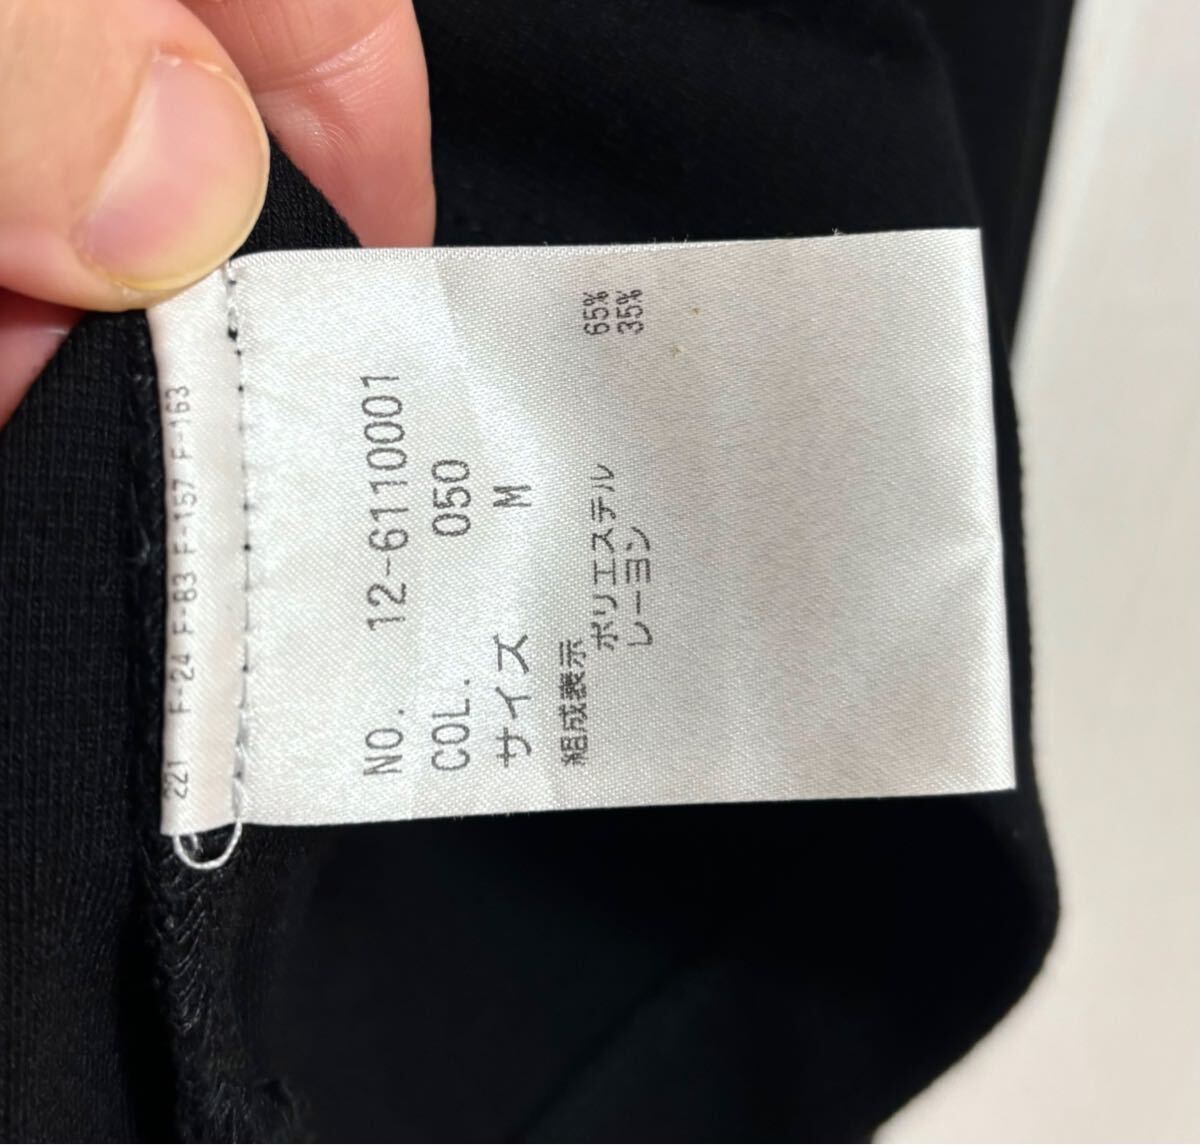 221 F-24 F-83 F-157 F-163
NO. 12-6110001
COL. 050
サイズ M
組成表示
ポリエステル 65%
レーヨン 35%